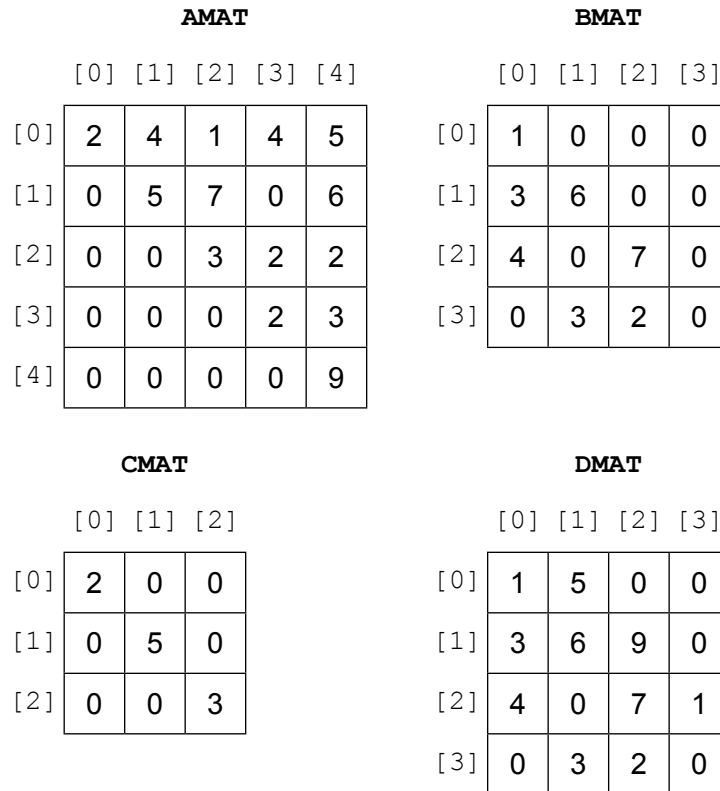 AMAT
[0] [1] [2] [3] [4]
[0] 2 4 1 4 5
[1] 0 5 7 0 6
[2] 0 0 3 2 2
[3] 0 0 0 2 3
[4] 0 0 0 0 9
BMAT
[0] [1] [2] [3]
[0] 1 0 0 0
[1] 3 6 0 0
[2] 4 0 7 0
[3] 0 3 2 0
CMAT
[0] [1] [2]
[0] 2 0 0
[1] 0 5 0
[2] 0 0 3
DMAT
[0] [1] [2] [3]
[0] 1 5 0 0
[1] 3 6 9 0
[2] 4 0 7 1
[3] 0 3 2 0